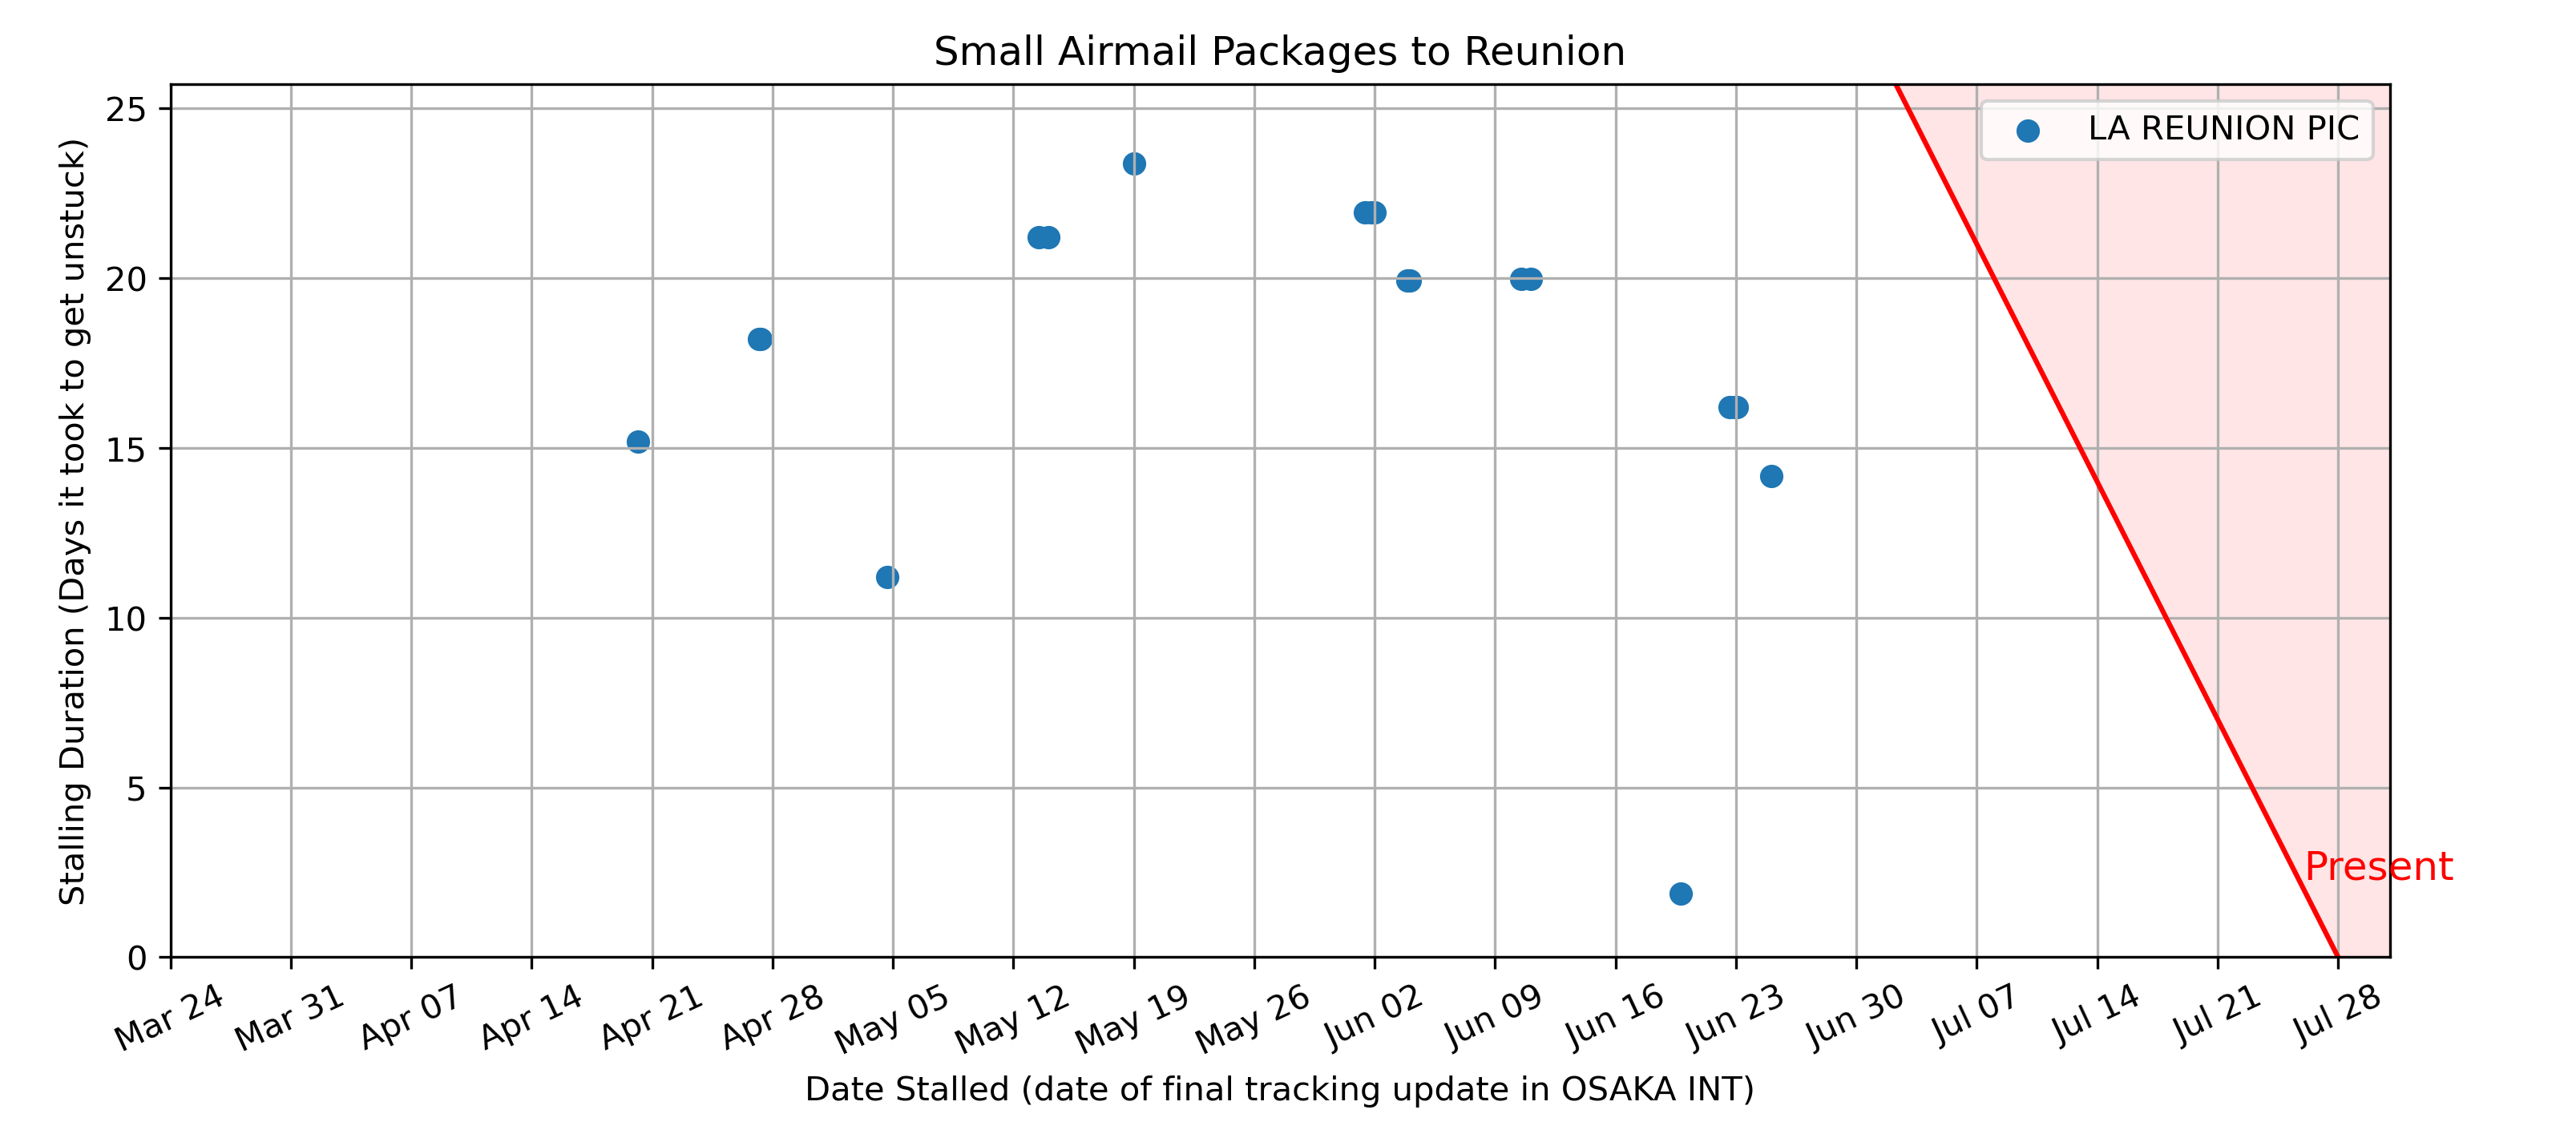 Small Airmail Packages to Reunion
LA REUNION PIC
Stalling Duration (Days it took to get unstuck)
25
20
15
10
5
0
Present
Mar 24
Mar 31
Apr 07
Apr 14
Apr 21
Apr 28
May 05
May 12
May 19
May 26
Jun 02
Jun 09
Jun 16
Jun 23
Jun 30
Jul 07
Jul 14
Jul 21
Jul 28
Date Stalled (date of final tracking update in OSAKA INT)